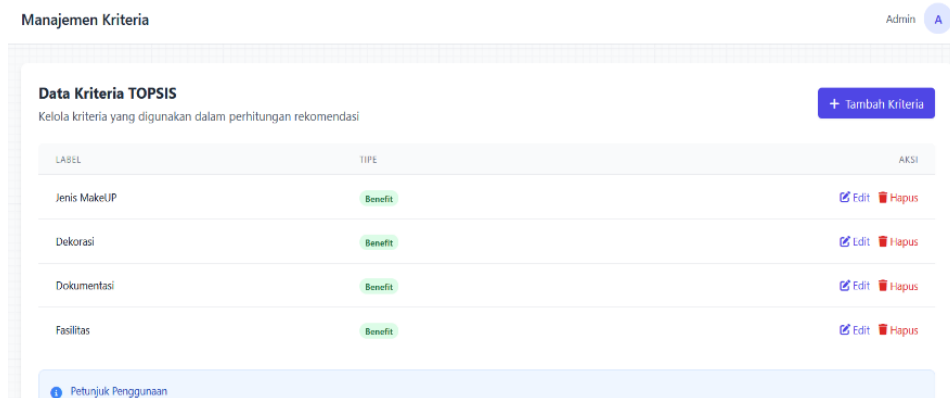 Manajemen Kriteria
Admin A
Data Kriteria TOPSIS
Kelola kriteria yang digunakan dalam perhitungan rekomendasi
+ Tambah Kriteria
LABEL TIPE AKSI
Jenis MakeUP Benefit Edit Hapus
Dekorasi Benefit Edit Hapus
Dokumentasi Benefit Edit Hapus
Fasilitas Benefit Edit Hapus
Petunjuk Penggunaan